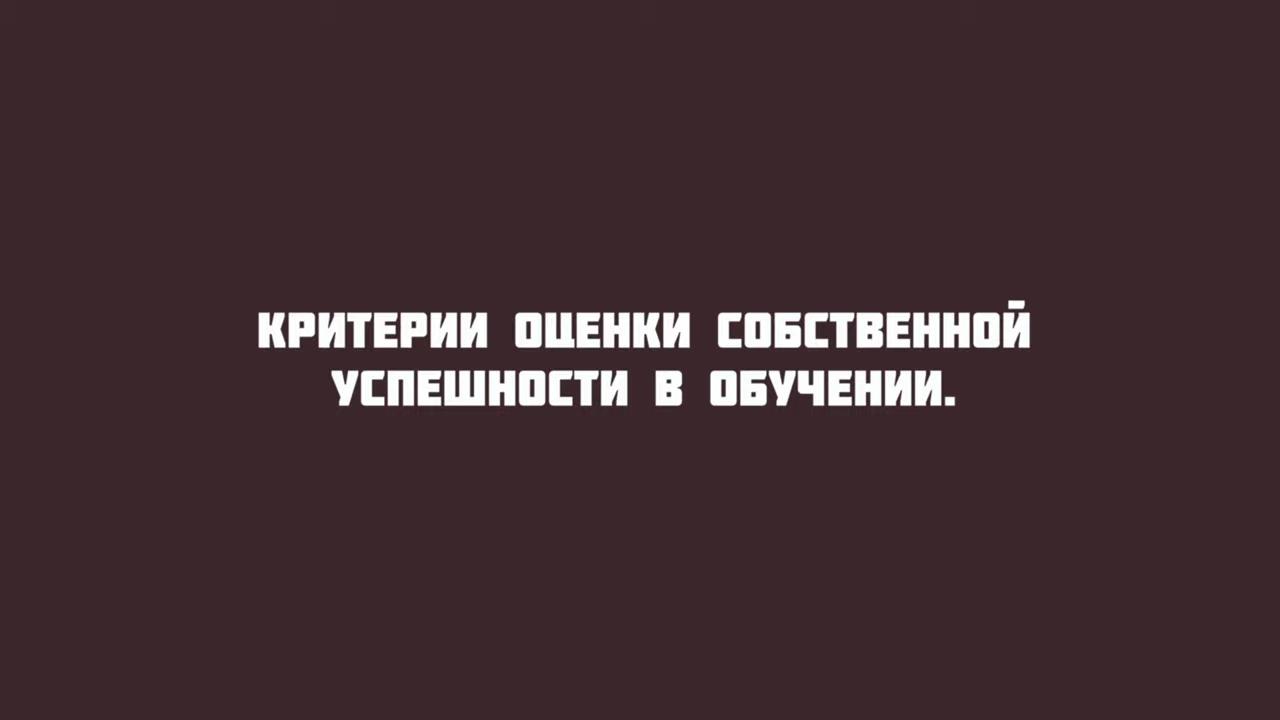 КРИТЕРИИ ОЦЕНКИ СОБСТВЕННОЙ
УСПЕШНОСТИ В ОБУЧЕНИИ.